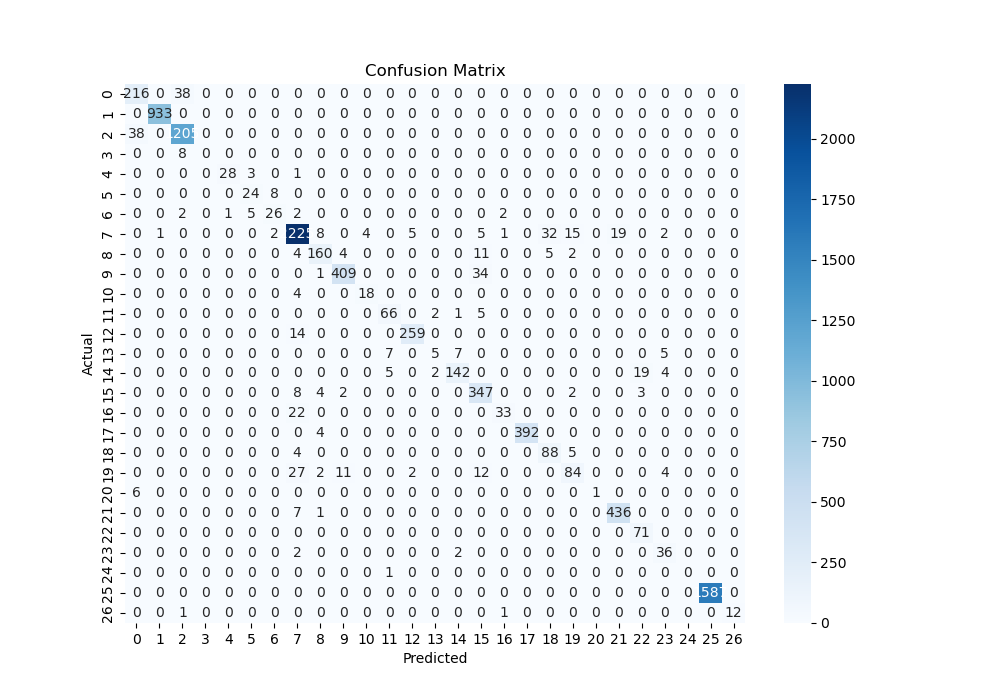 Confusion Matrix
0 216 0 38 0 0 0 0 0 0 0 0 0 0 0 0 0 0 0 0 0 0 0 0 0 0 0 0
1 0 933 0 0 0 0 0 0 0 0 0 0 0 0 0 0 0 0 0 0 0 0 0 0 0 0 0
2 38 0 0 0 0 0 0 0 0 0 0 0 0 0 0 0 0 0 0 0 0 0 0 0 0 0
3 0 0 8 0 0 0 0 0 0 0 0 0 0 0 0 0 0 0 0 0 0 0 0 0 0 0 0
4 0 0 0 0 28 3 0 1 0 0 0 0 0 0 0 0 0 0 0 0 0 0 0 0 0 0 0
5 0 0 0 0 0 24 8 0 0 0 0 0 0 0 0 0 0 0 0 0 0 0 0 0 0 0 0
6 0 0 2 0 1 5 26 2 0 0 0 0 0 0 0 0 2 0 0 0 0 0 0 0 0 0 0
7 0 1 0 0 0 0 2 8 0 4 0 5 0 0 5 1 0 32 15 0 19 0 2 0 0 0
8 0 0 0 0 0 0 0 4 160 4 0 0 0 0 0 11 0 0 5 2 0 0 0 0 0 0 0
9 0 0 0 0 0 0 0 0 1 409 0 0 0 0 0 34 0 0 0 0 0 0 0 0 0 0 0
10 0 0 0 0 0 0 0 4 0 0 18 0 0 0 0 0 0 0 0 0 0 0 0 0 0 0 0
11 0 0 0 0 0 0 0 0 0 0 0 66 0 2 1 5 0 0 0 0 0 0 0 0 0 0 0
12 0 0 0 0 0 0 0 14 0 0 0 0 259 0 0 0 0 0 0 0 0 0 0 0 0 0 0
13 0 0 0 0 0 0 0 0 0 0 0 7 0 5 7 0 0 0 0 0 0 0 0 5 0 0 0
14 0 0 0 0 0 0 0 0 0 0 0 5 0 2 142 0 0 0 0 0 0 0 19 4 0 0 0
15 0 0 0 0 0 0 0 8 4 2 0 0 0 0 0 347 0 0 0 2 0 0 3 0 0 0 0
16 0 0 0 0 0 0 0 22 0 0 0 0 0 0 0 0 33 0 0 0 0 0 0 0 0 0 0
17 0 0 0 0 0 0 0 0 4 0 0 0 0 0 0 0 0 392 0 0 0 0 0 0 0 0 0
18 0 0 0 0 0 0 0 4 0 0 0 0 0 0 0 0 0 0 88 5 0 0 0 0 0 0 0
19 0 0 0 0 0 0 0 27 2 11 0 0 2 0 0 12 0 0 0 84 0 0 0 4 0 0 0
20 6 0 0 0 0 0 0 0 0 0 0 0 0 0 0 0 0 0 0 0 1 0 0 0 0 0 0
21 0 0 0 0 0 0 0 7 1 0 0 0 0 0 0 0 0 0 0 0 0 436 0 0 0 0 0
22 0 0 0 0 0 0 0 0 0 0 0 0 0 0 0 0 0 0 0 0 0 0 71 0 0 0 0
23 0 0 0 0 0 0 0 2 0 0 0 0 0 0 2 0 0 0 0 0 0 0 0 36 0 0 0
24 0 0 0 0 0 0 0 0 0 0 0 1 0 0 0 0 0 0 0 0 0 0 0 0 0 0 0
25 0 0 0 0 0 0 0 0 0 0 0 0 0 0 0 0 0 0 0 0 0 0 0 0 0 0
26 0 0 1 0 0 0 0 0 0 0 0 0 0 0 0 0 1 0 0 0 0 0 0 0 0 0 12
0 1 2 3 4 5 6 7 8 9 10 11 12 13 14 15 16 17 18 19 20 21 22 23 24 25 26
Predicted
Actual
2000
1750
1500
1250
1000
750
500
250
0